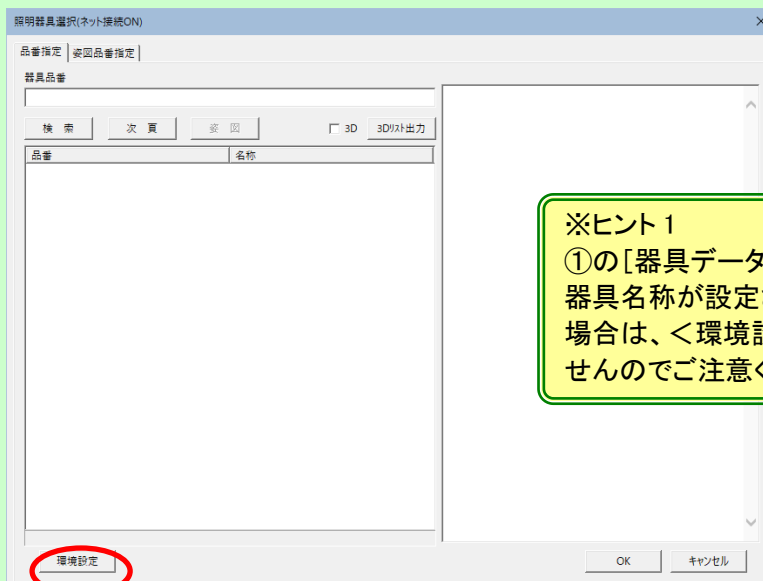 照明器具選択(ネット接続ON)
品番指定 姿図品番指定
器具品番
検 索 次 頁 姿 図 3D 3Dリスト出力
品番 名称
※ヒント1
①の[器具データ
器具名称が設定
場合は、<環境
せんのでご注意
環境設定 OK キャンセル